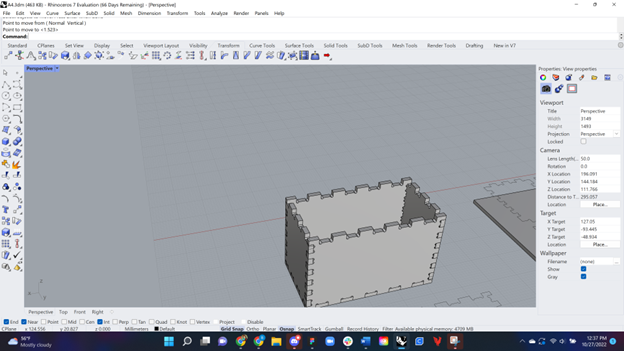 A4.3dm (463 KB) - Rhinoceros 7 Evaluation (66 Days Remaining) - [Perspective]
File Edit View Curve Surface SubD Solid Mesh Dimension Transform Tools Analyze Render Panels Help
Point to move from ( Normal Vertical )
Point to move to <1.523>
Command:
Standard CPlanes Set View Display Select Viewport Layout Visibility Transform Curve Tools Surface Tools Solid Tools SubD Tools Mesh Tools Render Tools Drafting New in V7
Perspective
Properties: View properties
Viewport
Title Perspective
Width 3149
Height 1493
Projection Perspective
Locked
Camera
Lens Length(... 50.0
Rotation 0.0
X Location 196.091
Y Location 144.184
Z Location 111.766
Distance to T... 295.057
Location Place...
Target
X Target 127.05
Y Target -93.445
Z Target -48.934
Location Place...
Wallpaper
Filename (none)
Show
Gray
z
x
Perspective Top Front Right
End Near Point Mid Cen Int Perp Tan Quad Knot Vertex Project Disable
CPlane x 124.556 y 20.827 z 0.000 Millimeters Default Grid Snap Ortho Planar Osnap SmartTrack Gumball Record History Filter Available physical memory: 4709 MB
56°F
Mostly cloudy
12:37 PM
10/27/2022